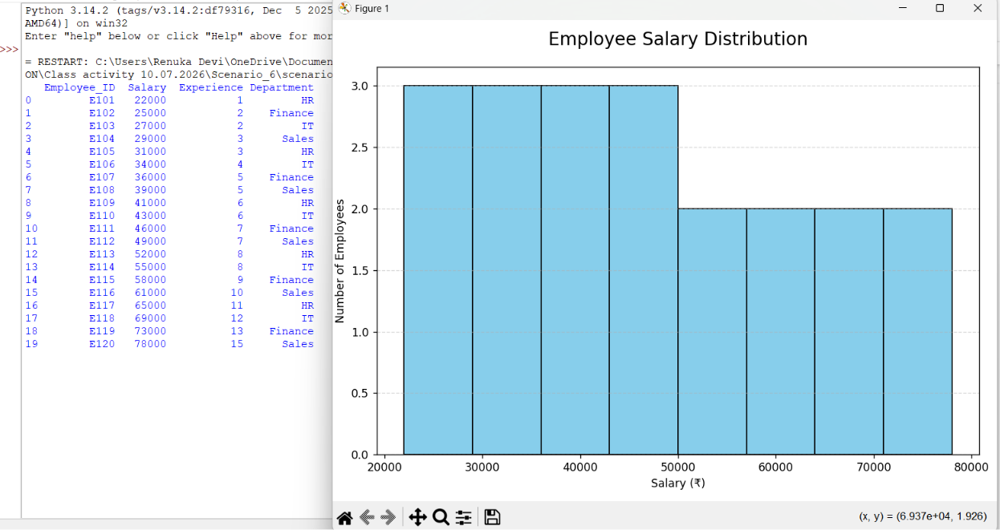 Python 3.14.2 (tags/v3.14.2:df79316, Dec  5 2025
AMD64)] on win32
Enter "help" below or click "Help" above for mor
>>>
= RESTART: C:\Users\Renuka Devi\OneDrive\Documen
ON\Class activity 10.07.2026\Scenario_6\scenario
Employee_ID  Salary  Experience Department
0 E101 22000 1 HR
1 E102 25000 2 Finance
2 E103 27000 2 IT
3 E104 29000 3 Sales
4 E105 31000 3 HR
5 E106 34000 4 IT
6 E107 36000 5 Finance
7 E108 39000 5 Sales
8 E109 41000 6 HR
9 E110 43000 6 IT
10 E111 46000 7 Finance
11 E112 49000 7 Sales
12 E113 52000 8 HR
13 E114 55000 8 IT
14 E115 58000 9 Finance
15 E116 61000 10 Sales
16 E117 65000 11 HR
17 E118 69000 12 IT
18 E119 73000 13 Finance
19 E120 78000 15 Sales
Figure 1
Employee Salary Distribution
Number of Employees
3.0
2.5
2.0
1.5
1.0
0.5
0.0
20000 30000 40000 50000 60000 70000 80000
Salary (₹)
(x, y) = (6.937e+04, 1.926)